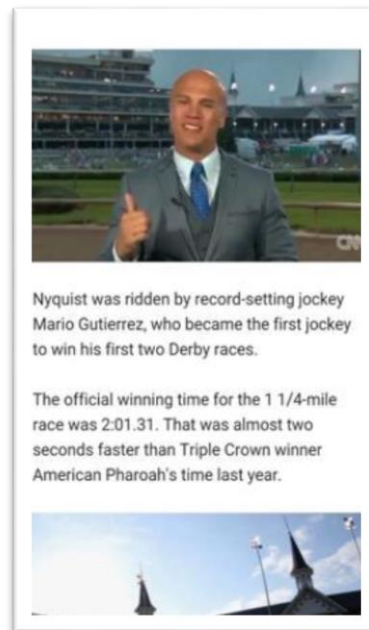 CNN
Nyquist was ridden by record-setting jockey
Mario Gutierrez, who became the first jockey
to win his first two Derby races.
The official winning time for the 1 1/4-mile
race was 2:01.31. That was almost two
seconds faster than Triple Crown winner
American Pharoah's time last year.